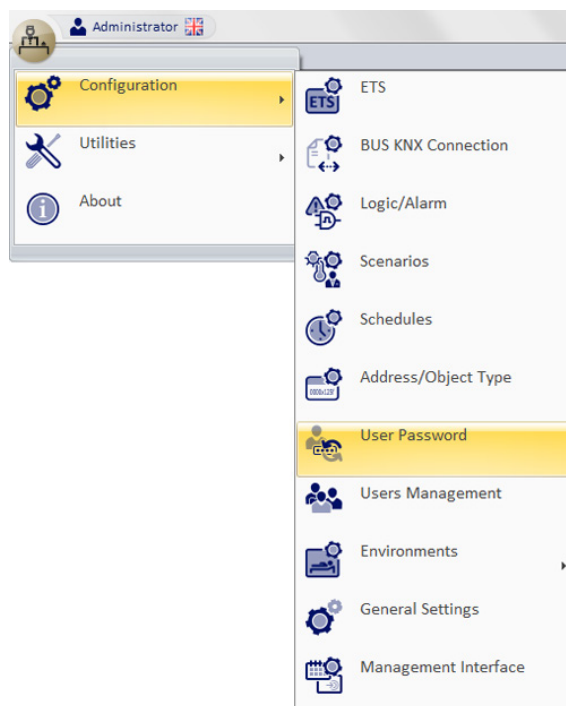 Administrator
Configuration
Utilities
About
ETS
ETS
BUS KNX Connection
Logic/Alarm
Scenarios
Schedules
Address/Object Type
User Password
Users Management
Environments
General Settings
Management Interface